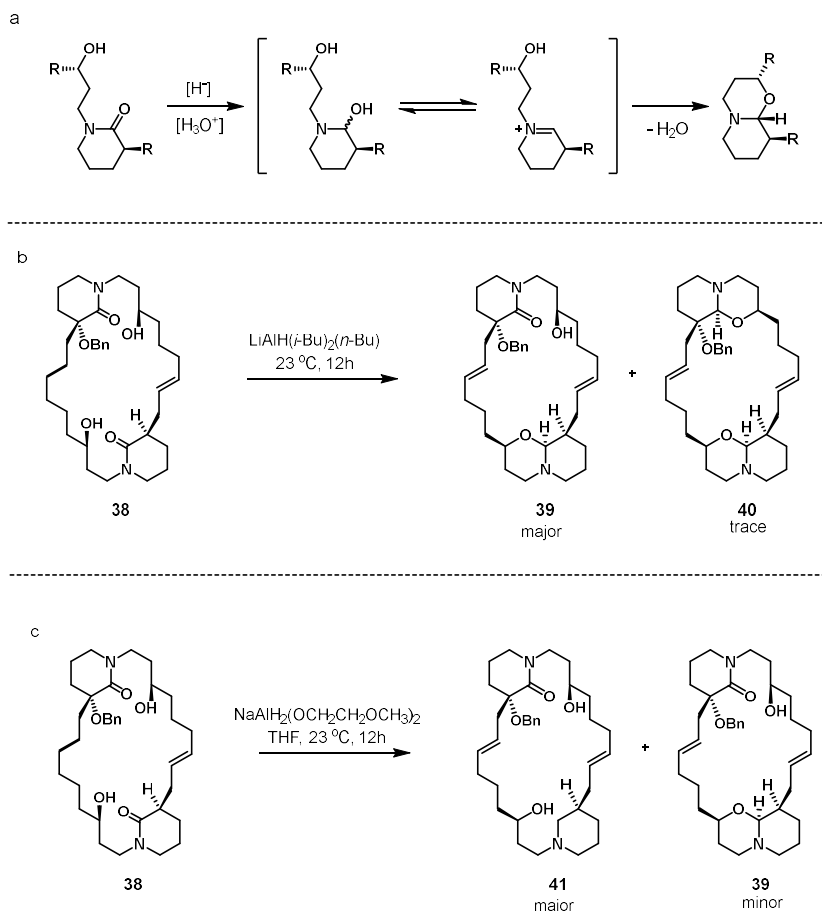 a
OH
R
[H⁻]
[H₃O⁺]
O
N
R
OH
R
OH
N
R
OH
R
N
+
R
- H₂O
R
O
N
H
R
b
N
O
OBn
OH
OH
H
O
N
38
LiAlH(i-Bu)₂(n-Bu)
23 ºC, 12h
N
O
OBn
OH
H
O
H
N
39
major
+
N
N
H
O
OBn
H
O
H
N
40
trace
c
N
O
OBn
OH
OH
H
O
N
38
NaAlH₂(OCH₂CH₂OCH₃)₂
THF, 23 ºC, 12h
N
O
OBn
OH
H
OH
N
41
major
+
N
O
OBn
OH
H
O
H
N
39
minor